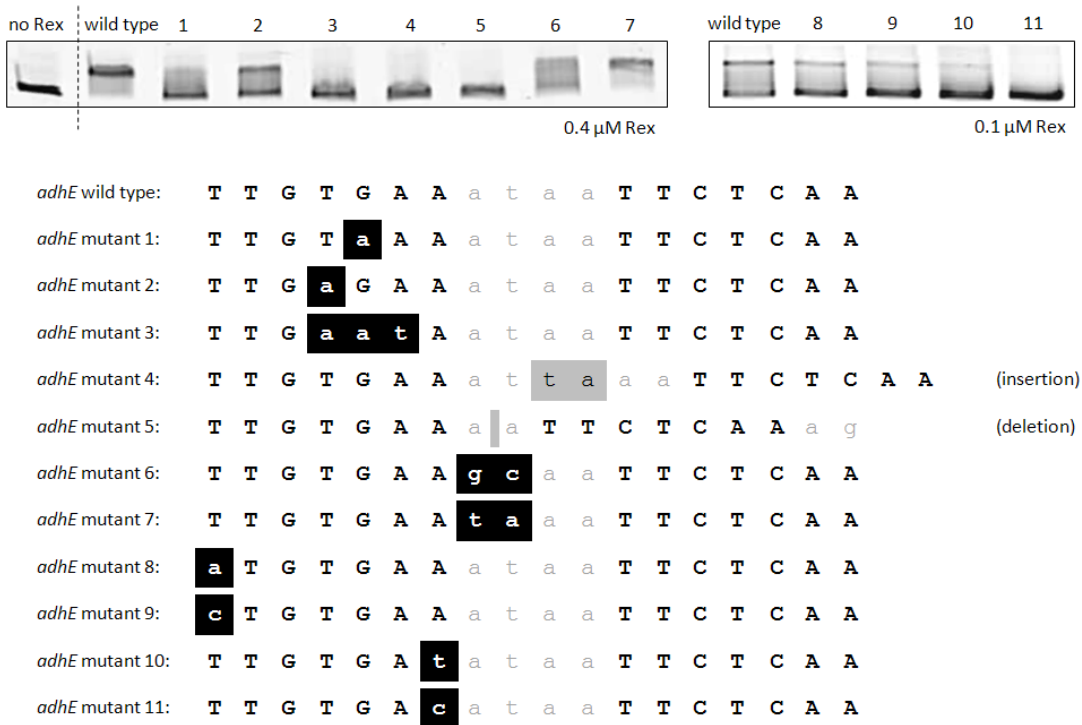 no Rex wild type 1 2 3 4 5 6 7 wild type 8 9 10 11
0.4 µM Rex 0.1 µM Rex
adhE wild type: T T G T G A A a t a a T T C T C A A
adhE mutant 1: T T G T a A A a t a a T T C T C A A
adhE mutant 2: T T G a G A A a t a a T T C T C A A
adhE mutant 3: T T G a a t A a t a a T T C T C A A
adhE mutant 4: T T G T G A A a t t a a a T T C T C A A (insertion)
adhE mutant 5: T T G T G A A a a T T C T C A A a g (deletion)
adhE mutant 6: T T G T G A A g c a a T T C T C A A
adhE mutant 7: T T G T G A A t a a a T T C T C A A
adhE mutant 8: a T G T G A A a t a a T T C T C A A
adhE mutant 9: c T G T G A A a t a a T T C T C A A
adhE mutant 10: T T G T G A t a t a a T T C T C A A
adhE mutant 11: T T G T G A c a t a a T T C T C A A